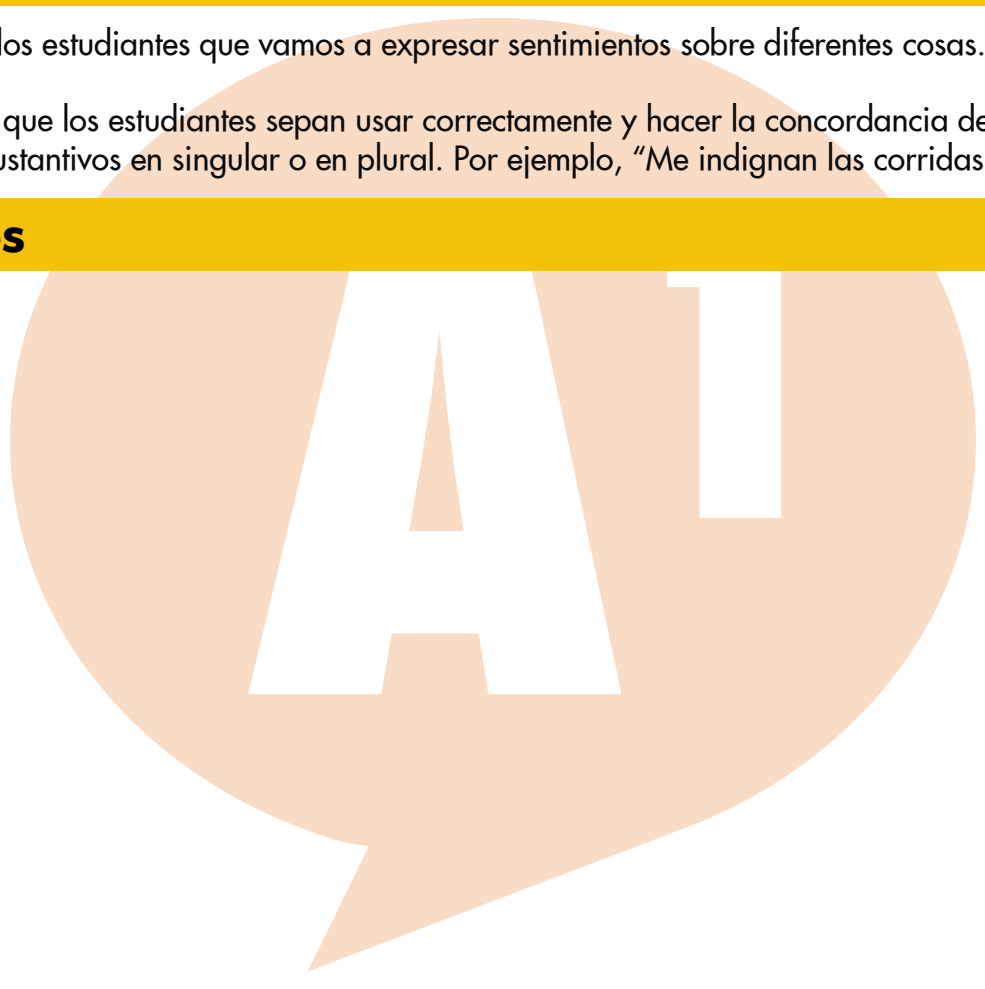 los estudiantes que vamos a expresar sentimientos sobre diferentes cosas.
que los estudiantes sepan usar correctamente y hacer la concordancia de
ustantivos en singular o en plural. Por ejemplo, “Me indignan las corridas
s
A1